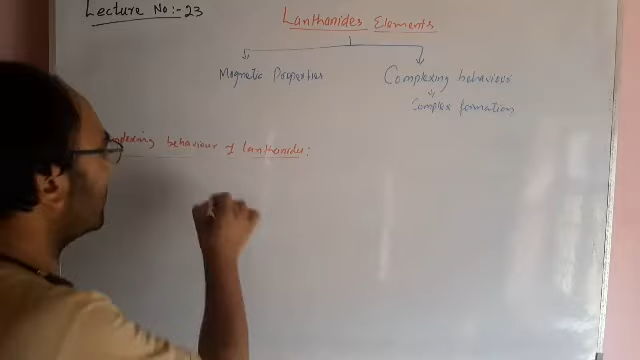 Lecture No:- 23
Lanthanides Elements
Magnetic Properties
Complexing behaviour
Complex formation
behaviour of lanthanides: